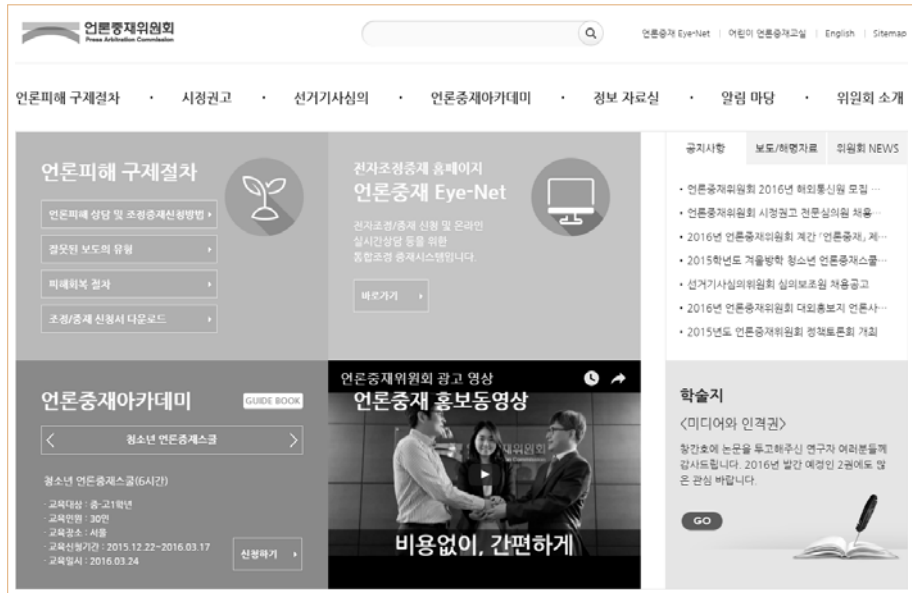 언론중재위원회
Press Arbitration Commission
언론중재 Eye-Net | 어린이 언론중재교실 | English | Sitemap
언론피해 구제절차 · 시정권고 · 선거기사심의 · 언론중재아카데미 · 정보 자료실 · 알림 마당 · 위원회 소개
언론피해 구제절차
언론피해 상담 및 조정중재신청방법
잘못된 보도의 유형
피해회복 절차
조정/중재 신청서 다운로드
전자조정중재 홈페이지
언론중재 Eye-Net
전자조정/중재 신청 및 온라인
실시간상담 등을 위한
통합조정 중재시스템입니다.
바로가기
공지사항 보도/해명자료 위원회 NEWS
· 언론중재위원회 2016년 해외통신원 모집 …
· 언론중재위원회 시정권고 전문심의원 채용…
· 2016년 언론중재위원회 계간 「언론중재」 제…
· 2015학년도 겨울방학 청소년 언론중재스쿨…
· 선거기사심의위원회 심의보조원 채용공고
· 2016년 언론중재위원회 대외홍보지 언론사…
· 2015년도 언론중재위원회 정책토론회 개최
언론중재아카데미
GUIDE BOOK
청소년 언론중재스쿨
청소년 언론중재스쿨(6시간)
· 교육대상 : 중·고1학년
· 교육인원 : 30인
· 교육장소 : 서울
· 교육신청기간 : 2015.12.22~2016.03.17
· 교육일시 : 2016.03.24
신청하기
언론중재위원회 광고 영상
언론중재 홍보동영상
재위원회
비용없이, 간편하게
학술지
<미디어와 인격권>
창간호에 논문을 투고해주신 연구자 여러분들께
감사드립니다. 2016년 발간 예정인 2권에도 많
은 관심 바랍니다.
GO